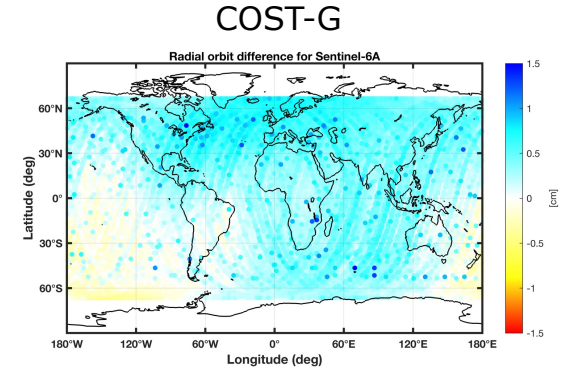 COST-G
Radial orbit difference for Sentinel-6A
60°N
30°N
0°
30°S
60°S
Latitude (deg)
180°W
120°W
60°W
0°
60°E
120°E
180°E
Longitude (deg)
1.5
1
0.5
0
-0.5
-1
-1.5
[cm]